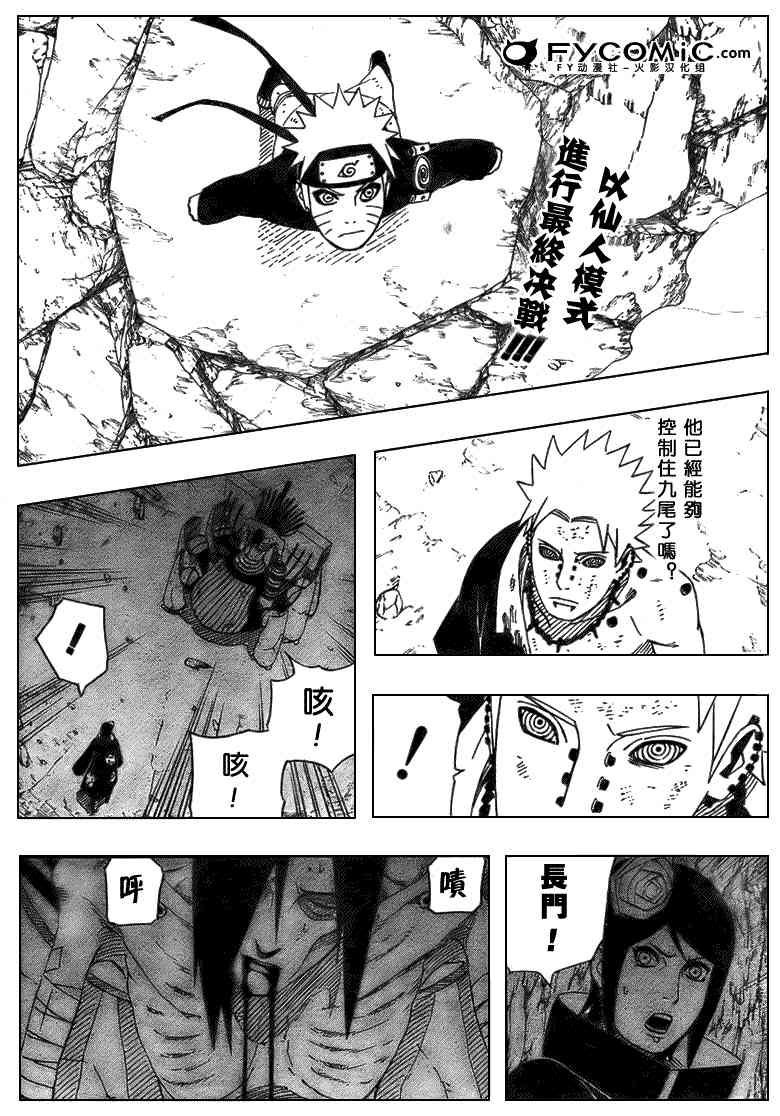 FYCOMIC.com
FY动漫社－火影汉化组
以仙人模式
進行最終決戰!!!
他已經能夠
控制住九尾了嗎？
！
！
咳！
咳！
長門！
嘖
呼